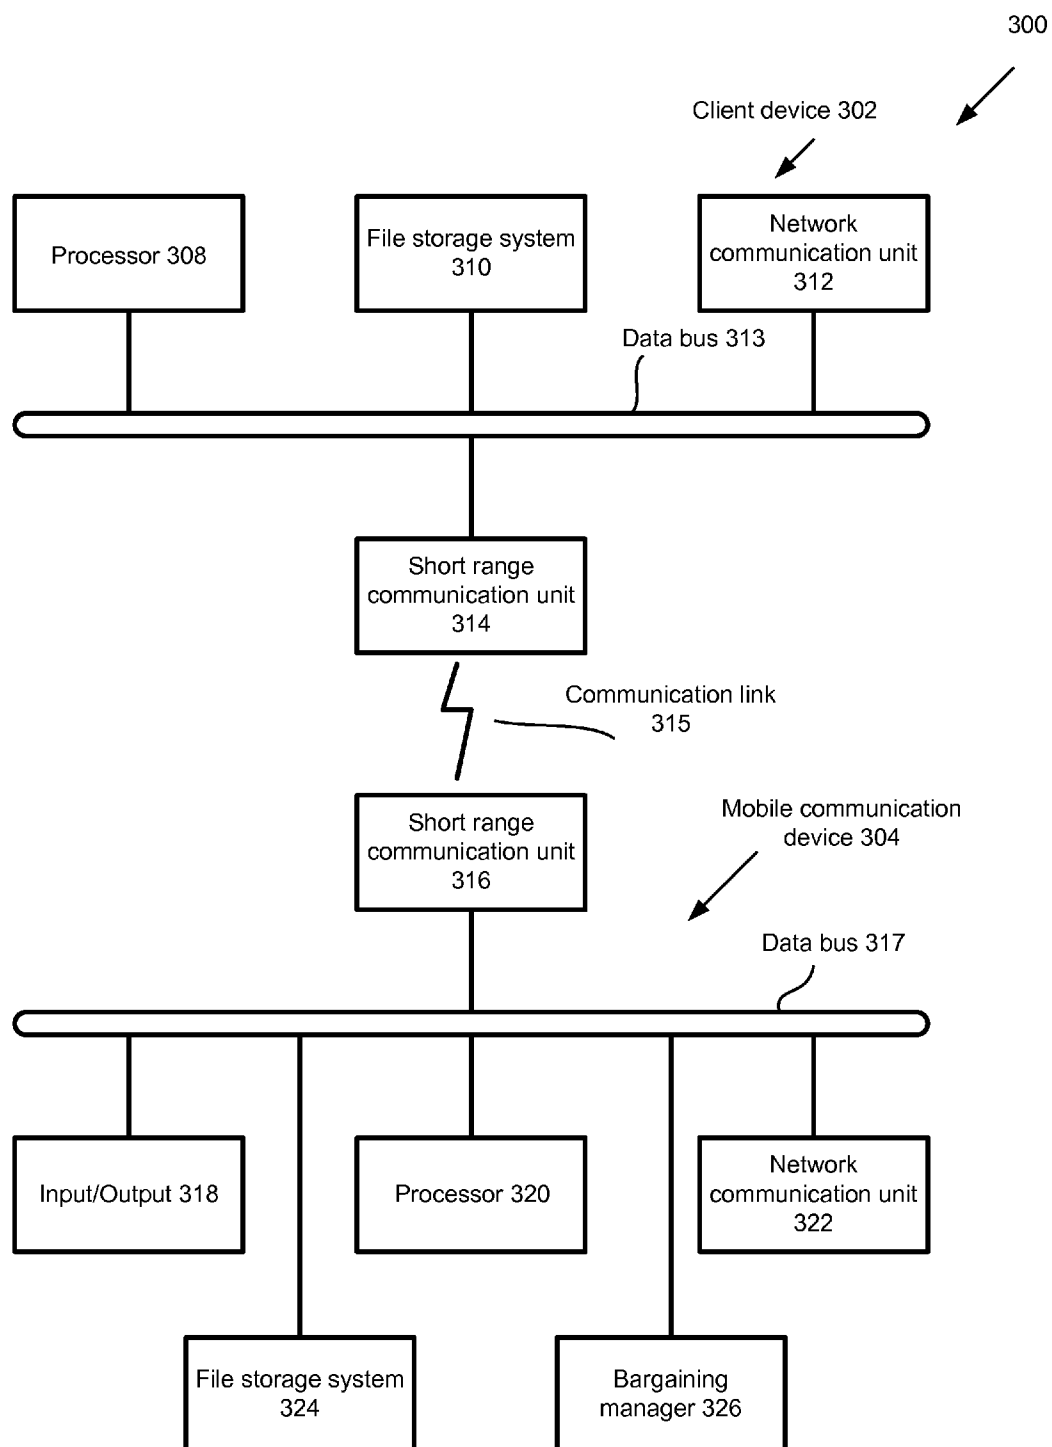 300
Client device 302
Processor 308
File storage system
310
Network
communication unit
312
Data bus 313
Short range
communication unit
314
Communication link
315
Short range
communication unit
316
Mobile communication
device 304
Data bus 317
Input/Output 318
Processor 320
Network
communication unit
322
File storage system
324
Bargaining
manager 326